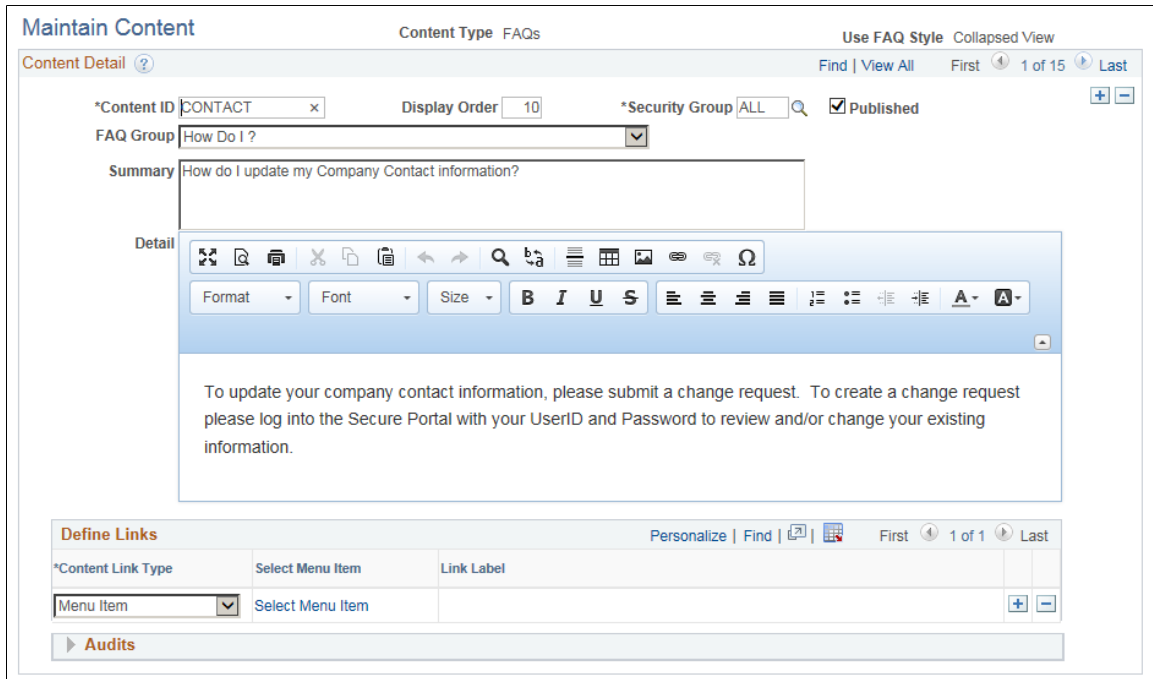 Maintain Content
Content Type FAQs
Use FAQ Style Collapsed View
Content Detail ?
Find | View All First 1 of 15 Last
*Content ID CONTACT × Display Order 10 *Security Group ALL Published
FAQ Group How Do I ?
Summary How do I update my Company Contact information?
Detail
Format Font Size B I U S A A
To update your company contact information, please submit a change request. To create a change request
please log into the Secure Portal with your UserID and Password to review and/or change your existing
information.
Define Links
Personalize | Find | | First 1 of 1 Last
*Content Link Type Select Menu Item Link Label
Menu Item Select Menu Item
Audits